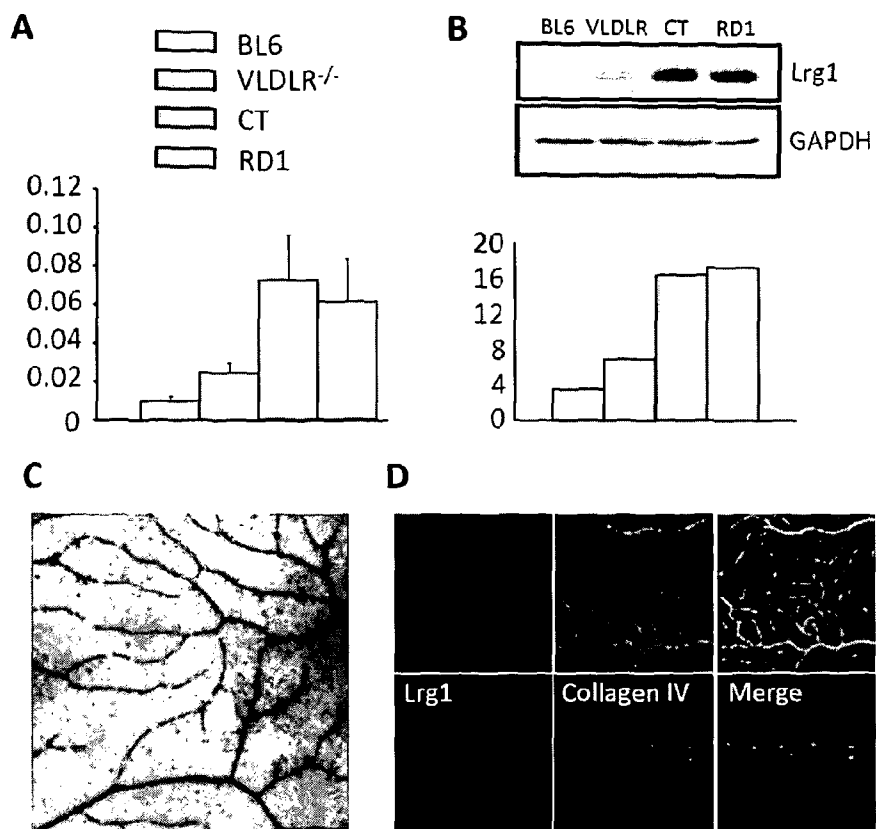 A
BL6
VLDLR-/-
CT
RD1
0.12
0.10
0.08
0.06
0.04
0.02
0
B
BL6 VLDLR CT RD1
Lrg1
GAPDH
20
16
12
8
4
0
C
D
Lrg1 Collagen IV Merge